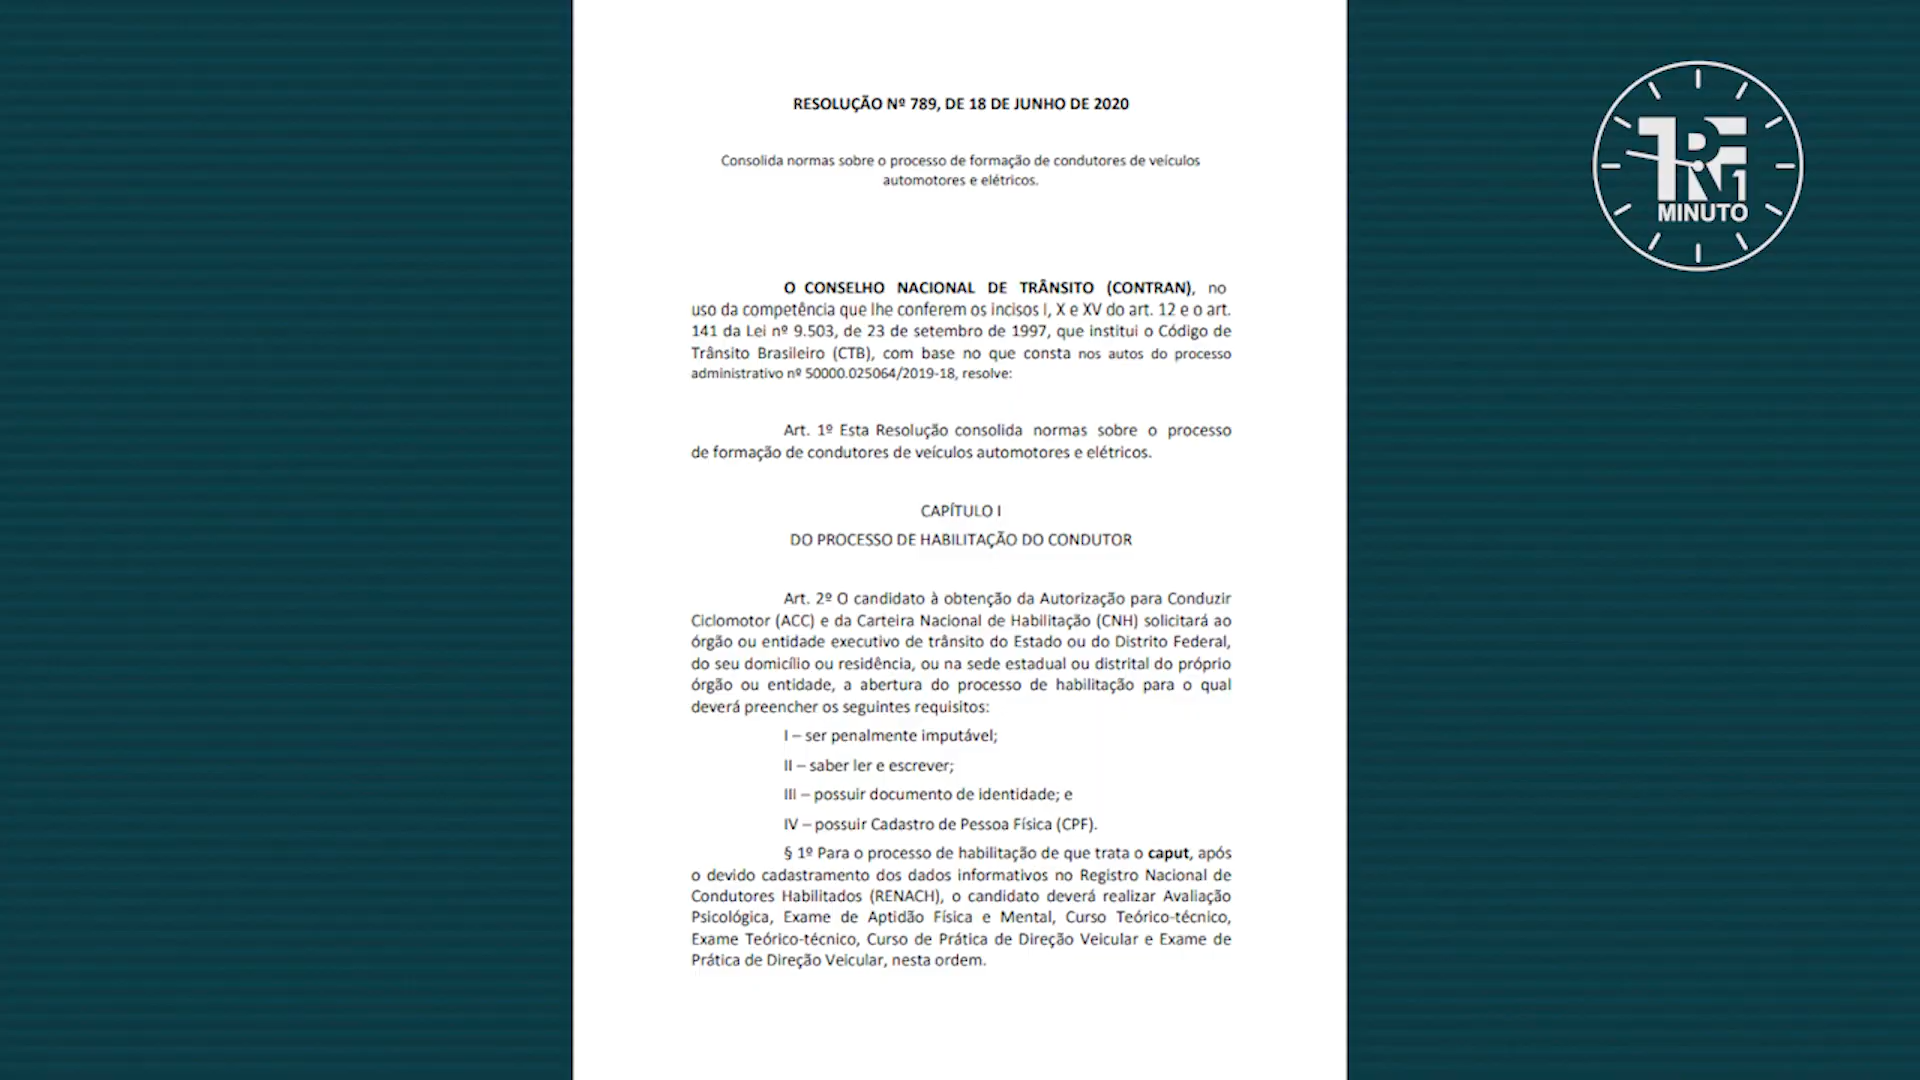 RESOLUÇÃO Nº 789, DE 18 DE JUNHO DE 2020
Consolida normas sobre o processo de formação de condutores de veículos
automotores e elétricos.
O CONSELHO NACIONAL DE TRÂNSITO (CONTRAN), no
uso da competência que lhe conferem os incisos I, X e XV do art. 12 e o art.
141 da Lei nº 9.503, de 23 de setembro de 1997, que institui o Código de
Trânsito Brasileiro (CTB), com base no que consta nos autos do processo
administrativo nº 50000.025064/2019-18, resolve:
Art. 1º Esta Resolução consolida normas sobre o processo
de formação de condutores de veículos automotores e elétricos.
CAPÍTULO I
DO PROCESSO DE HABILITAÇÃO DO CONDUTOR
Art. 2º O candidato à obtenção da Autorização para Conduzir
Ciclomotor (ACC) e da Carteira Nacional de Habilitação (CNH) solicitará ao
órgão ou entidade executivo de trânsito do Estado ou do Distrito Federal,
do seu domicílio ou residência, ou na sede estadual ou distrital do próprio
órgão ou entidade, a abertura do processo de habilitação para o qual
deverá preencher os seguintes requisitos:
I – ser penalmente imputável;
II – saber ler e escrever;
III – possuir documento de identidade; e
IV – possuir Cadastro de Pessoa Física (CPF).
§ 1º Para o processo de habilitação de que trata o caput, após
o devido cadastramento dos dados informativos no Registro Nacional de
Condutores Habilitados (RENACH), o candidato deverá realizar Avaliação
Psicológica, Exame de Aptidão Física e Mental, Curso Teórico-técnico,
Exame Teórico-técnico, Curso de Prática de Direção Veicular e Exame de
Prática de Direção Veicular, nesta ordem.
TRF1
MINUTO